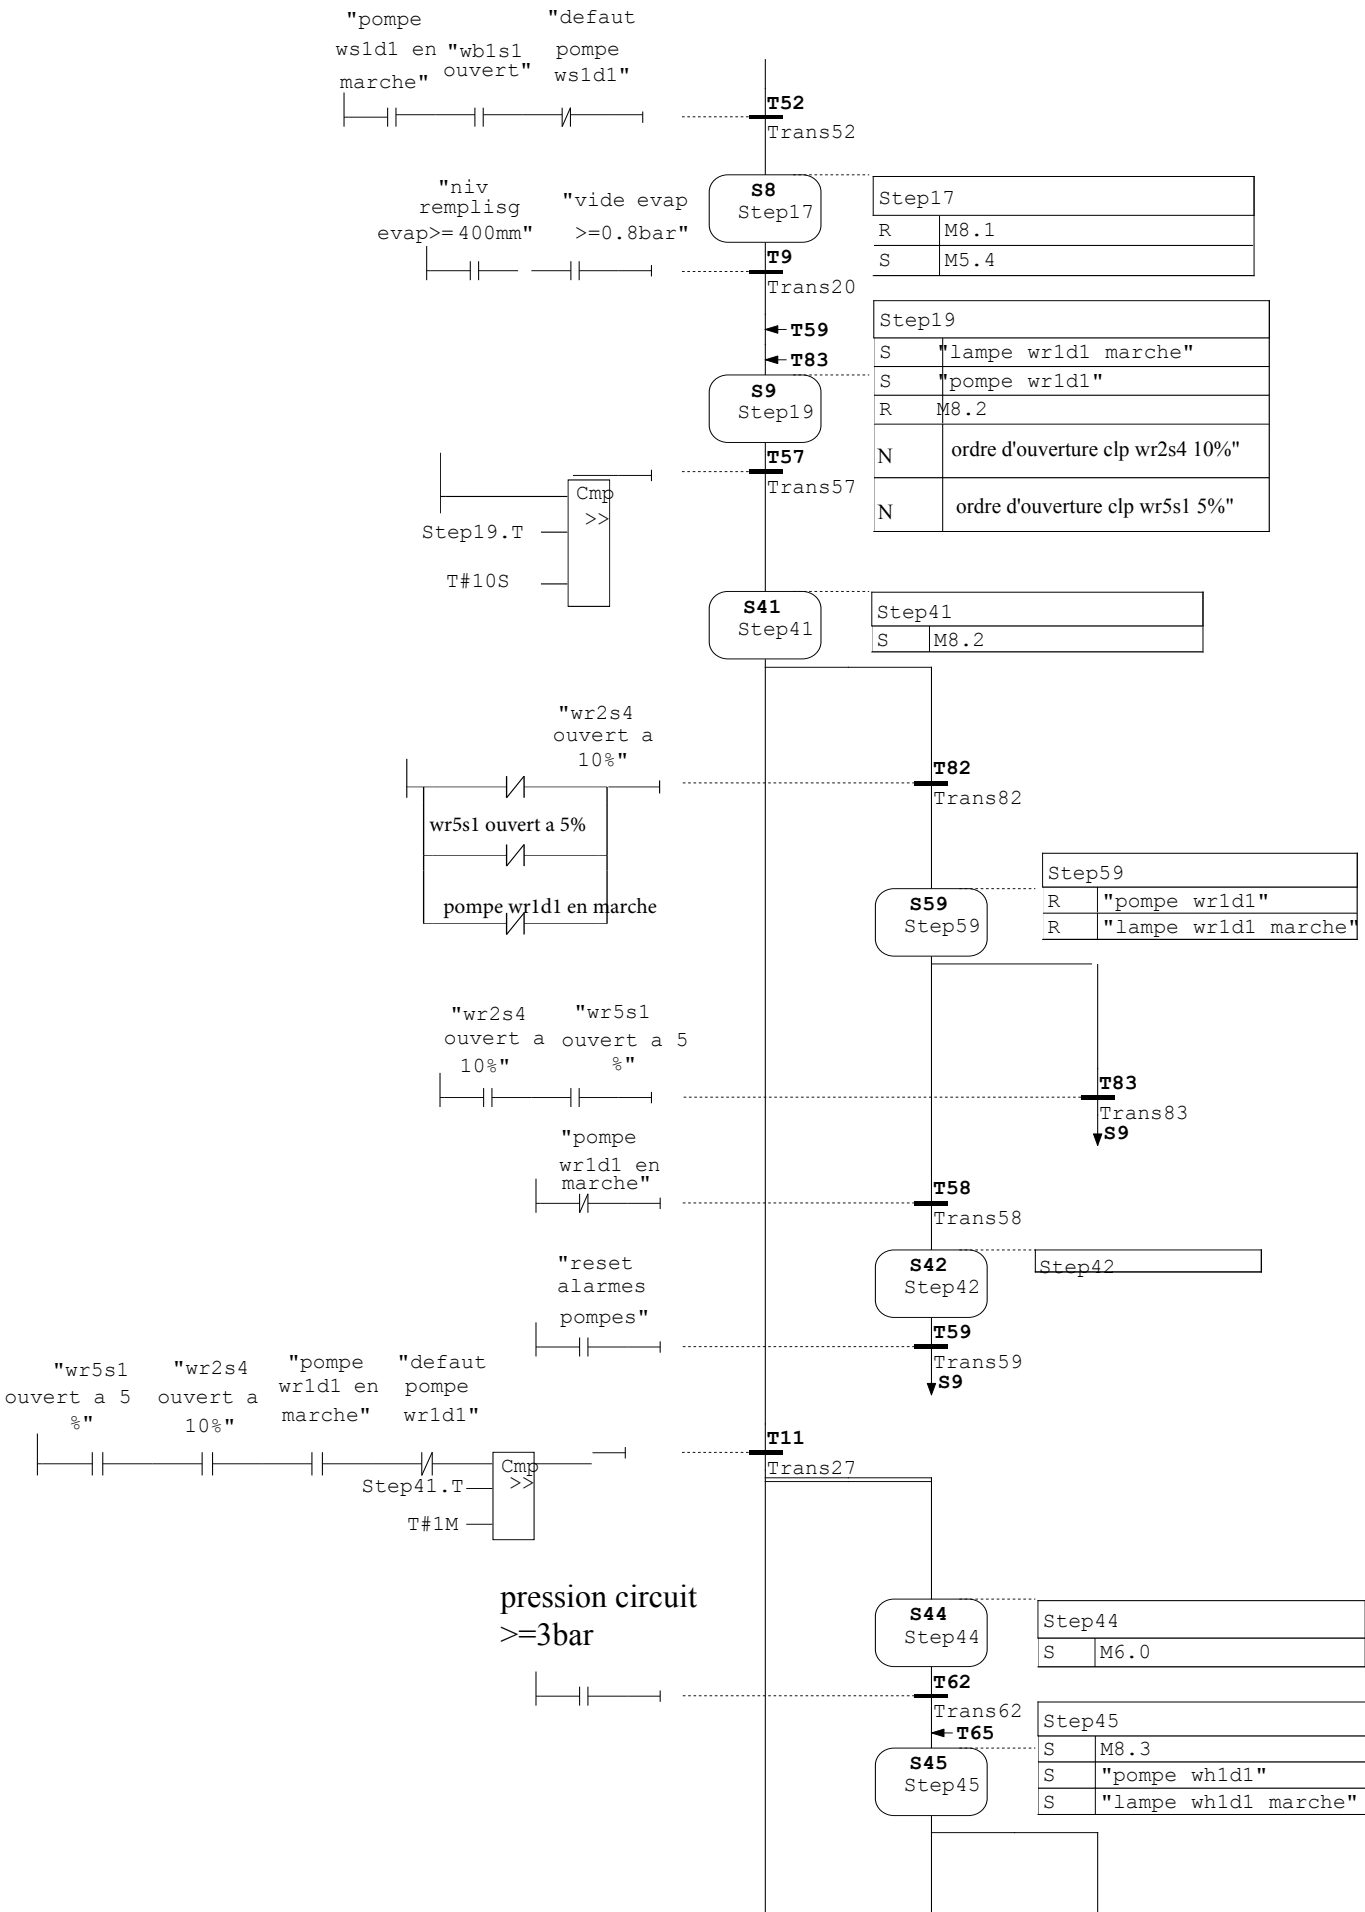 "pompe
ws1d1 en
marche"
"wb1s1
ouvert"
"defaut
pompe
ws1d1"
T52
Trans52
S8
Step17
Step17
R M8.1
S M5.4
"niv
remplisg
evap>=400mm"
"vide evap
>=0.8bar"
T9
Trans20
T59
T83
S9
Step19
Step19
S "lampe wr1d1 marche"
S "pompe wr1d1"
R M8.2
N ordre d'ouverture clp wr2s4 10%"
N ordre d'ouverture clp wr5s1 5%"
T57
Trans57
Cmp
>>
Step19.T
T#10S
S41
Step41
Step41
S M8.2
"wr2s4
ouvert a
10%"
wr5s1 ouvert a 5%
pompe wr1d1 en marche
T82
Trans82
S59
Step59
Step59
R "pompe wr1d1"
R "lampe wr1d1 marche"
"wr2s4
ouvert a
10%"
"wr5s1
ouvert a 5
%"
T83
Trans83
S9
"pompe
wr1d1 en
marche"
T58
Trans58
S42
Step42
Step42
"reset
alarmes
pompes"
T59
Trans59
S9
"wr5s1
ouvert a 5
%"
"wr2s4
ouvert a
10%"
"pompe
wr1d1 en
marche"
"defaut
pompe
wr1d1"
Cmp
>>
Step41.T
T#1M
T11
Trans27
S44
Step44
Step44
S M6.0
pression circuit
>=3bar
T62
Trans62
T65
S45
Step45
Step45
S M8.3
S "pompe wh1d1"
S "lampe wh1d1 marche"